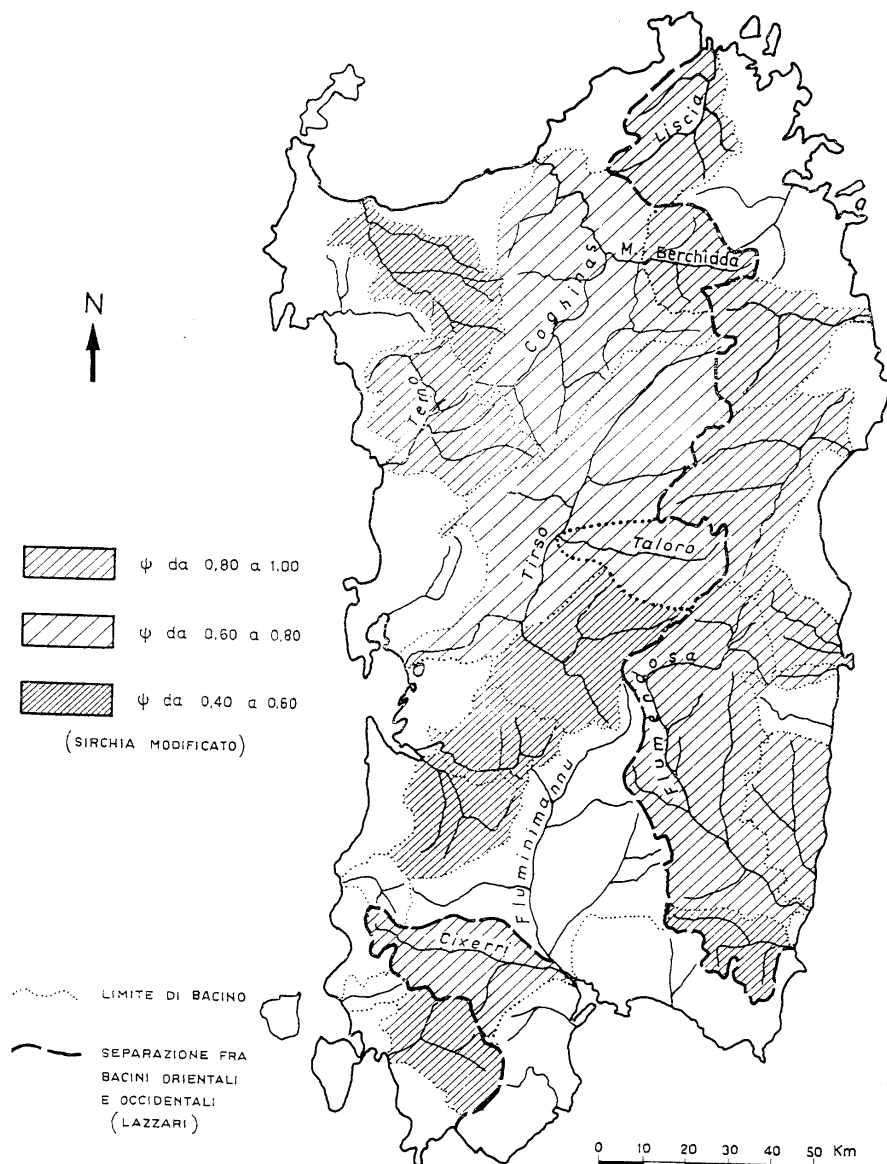 Liscia
M. Berchidda
Coghinas
N
Temo
Tirso
Taloro
ψ da 0,80 a 1.00
ψ da 0,60 a 0,80
ψ da 0,40 a 0,60
(SIRCHIA MODIFICATO)
Flumendosa
Fluminimannu
Cixerri
LIMITE DI BACINO
SEPARAZIONE FRA
BACINI ORIENTALI
E OCCIDENTALI
(LAZZARI)
0 10 20 30 40 50 Km